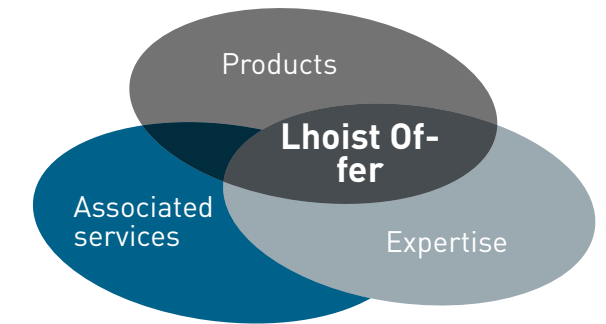 Products
Lhoist Of-
fer
Associated
services
Expertise